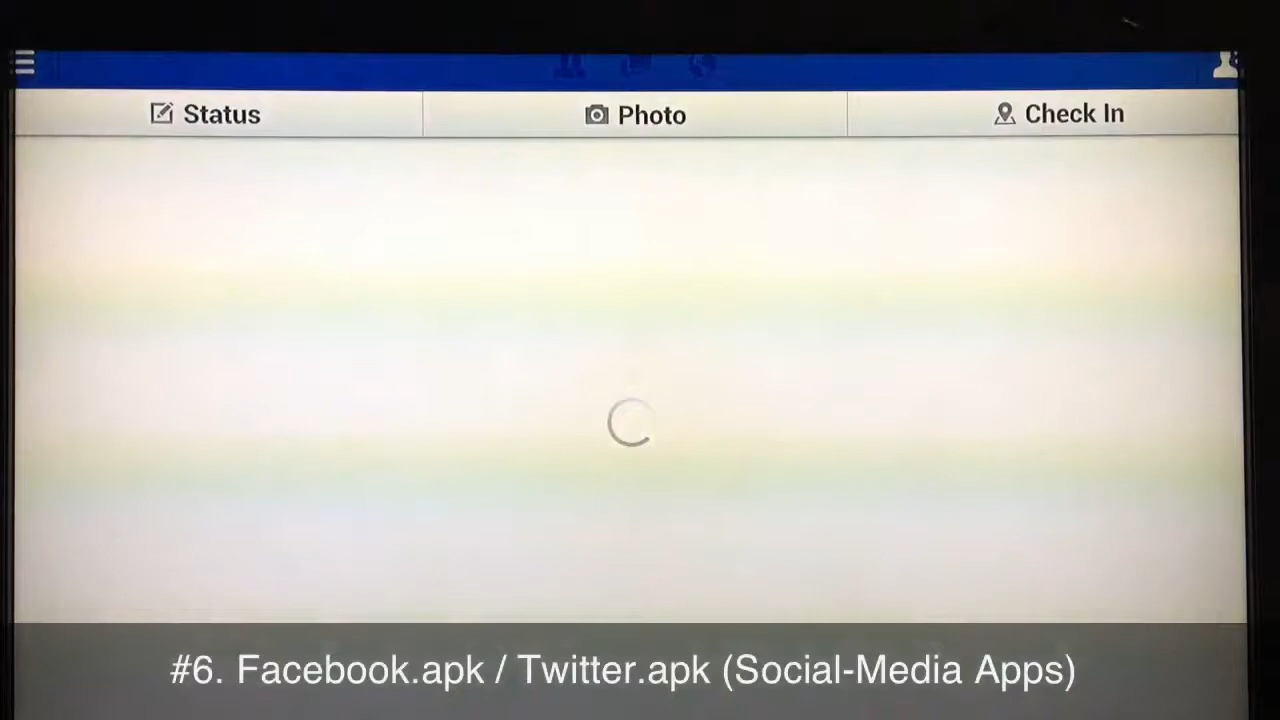 Status
Photo
Check In
#6. Facebook.apk / Twitter.apk (Social-Media Apps)